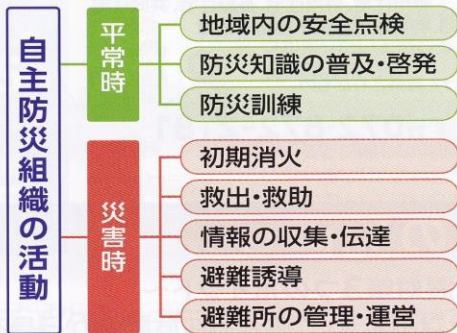 自主防災組織の活動
平常時
地域内の安全点検
防災知識の普及・啓発
防災訓練
災害時
初期消火
救出・救助
情報の収集・伝達
避難誘導
避難所の管理・運営